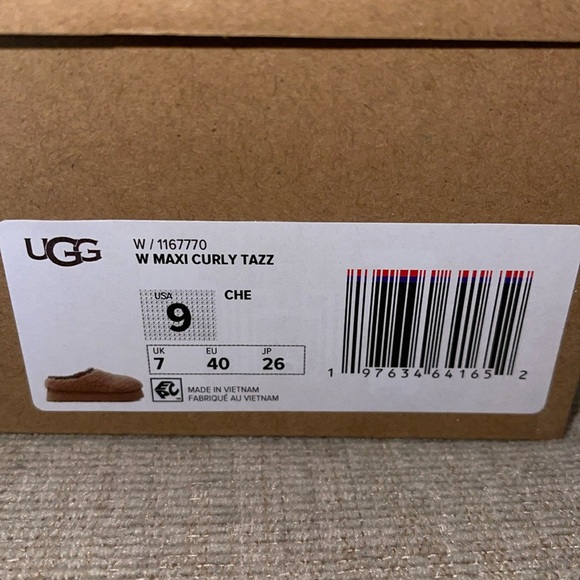 UGG
W / 1167770
W MAXI CURLY TAZZ
USA
9
CHE
UK EU JP
7 40 26
MADE IN VIETNAM
FABRIQUÉ AU VIETNAM
1 97634 64165 2